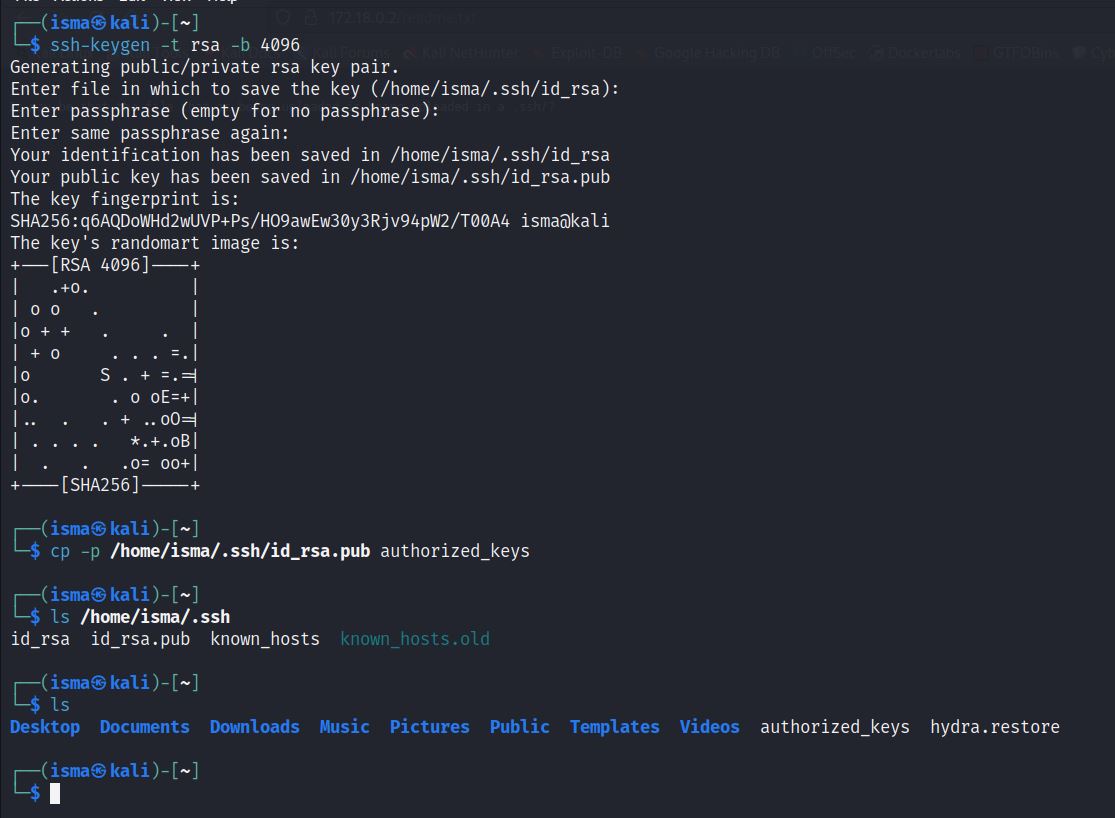 ┌──(isma㉿kali)-[~]
└─$ ssh-keygen -t rsa -b 4096
Generating public/private rsa key pair.
Enter file in which to save the key (/home/isma/.ssh/id_rsa):
Enter passphrase (empty for no passphrase):
Enter same passphrase again:
Your identification has been saved in /home/isma/.ssh/id_rsa
Your public key has been saved in /home/isma/.ssh/id_rsa.pub
The key fingerprint is:
SHA256:q6AQDoWHd2wUVP+Ps/HO9awEw30y3Rjv94pW2/T00A4 isma@kali
The key's randomart image is:
+---[RSA 4096]----+
|   .+o.          |
| o o   .         |
|o + +   .     .  |
| + o     . . . =.|
|o       S . + =.=|
|o.       . o oE=+|
|..  .   . + ..oO=|
| . . . .   *.+.oB|
|  .   .   .o= oo+|
+----[SHA256]-----+
┌──(isma㉿kali)-[~]
└─$ cp -p /home/isma/.ssh/id_rsa.pub authorized_keys
┌──(isma㉿kali)-[~]
└─$ ls /home/isma/.ssh
id_rsa  id_rsa.pub  known_hosts  known_hosts.old
┌──(isma㉿kali)-[~]
└─$ ls
Desktop  Documents  Downloads  Music  Pictures  Public  Templates  Videos  authorized_keys  hydra.restore
┌──(isma㉿kali)-[~]
└─$